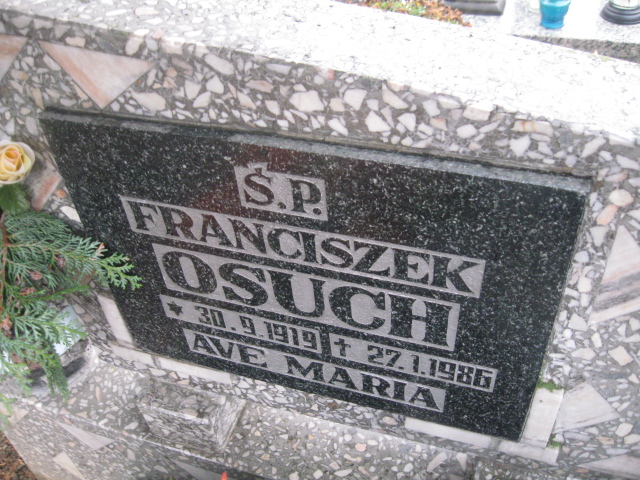 Ś.P.
FRANCISZEK
OSUCH
* 30.9.1919 † 27.1.1986
AVE MARIA